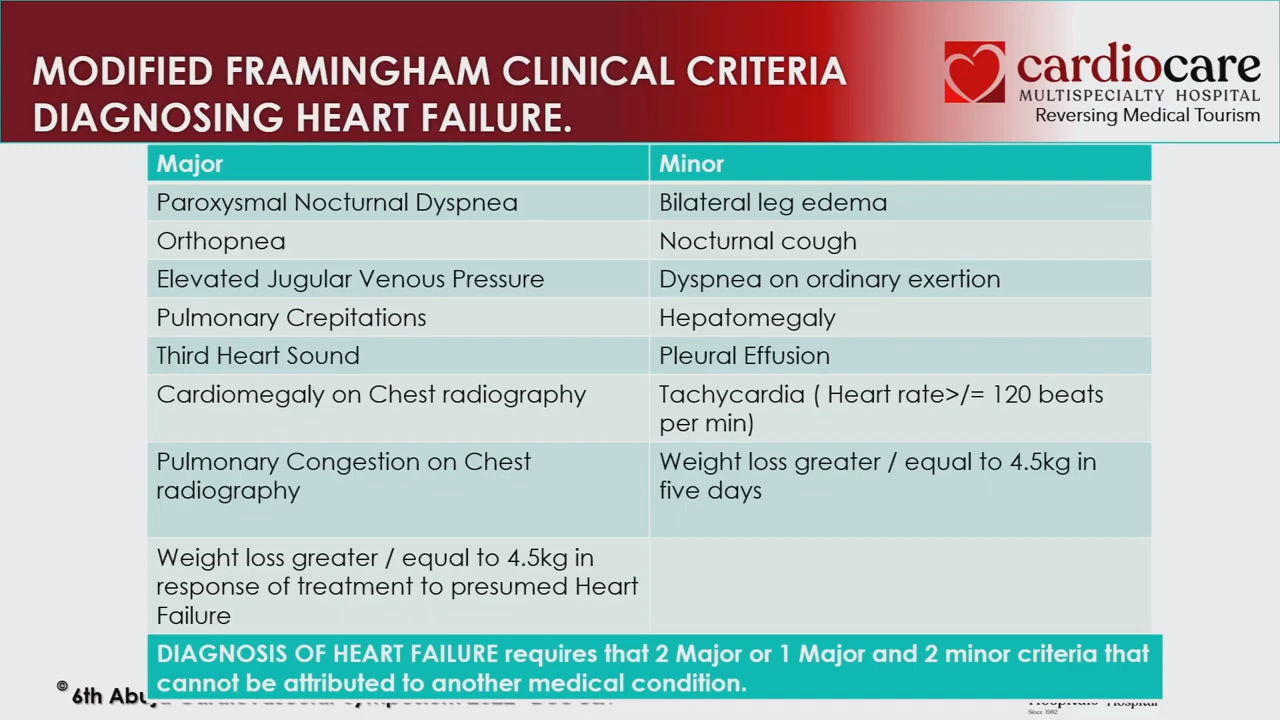 MODIFIED FRAMINGHAM CLINICAL CRITERIA
DIAGNOSING HEART FAILURE.
cardiocare
MULTISPECIALTY HOSPITAL
Reversing Medical Tourism
Major
Minor
Paroxysmal Nocturnal Dyspnea
Bilateral leg edema
Orthopnea
Nocturnal cough
Elevated Jugular Venous Pressure
Dyspnea on ordinary exertion
Pulmonary Crepitations
Hepatomegaly
Third Heart Sound
Pleural Effusion
Cardiomegaly on Chest radiography
Tachycardia ( Heart rate>/= 120 beats
per min)
Pulmonary Congestion on Chest
radiography
Weight loss greater / equal to 4.5kg in
five days
Weight loss greater / equal to 4.5kg in
response of treatment to presumed Heart
Failure
DIAGNOSIS OF HEART FAILURE requires that 2 Major or 1 Major and 2 minor criteria that
cannot be attributed to another medical condition.
© 6th
Since 1982